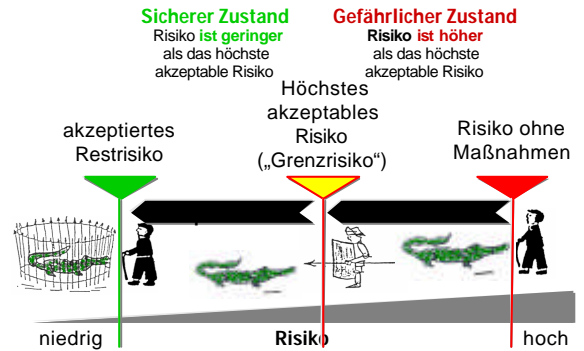 Sicherer Zustand
Risiko ist geringer
als das höchste
akzeptable Risiko
Gefährlicher Zustand
Risiko ist höher
als das höchste
akzeptable Risiko
akzeptiertes
Restrisiko
Höchstes
akzeptables
Risiko
(„Grenzrisiko“)
Risiko ohne
Maßnahmen
niedrig
Risiko
hoch